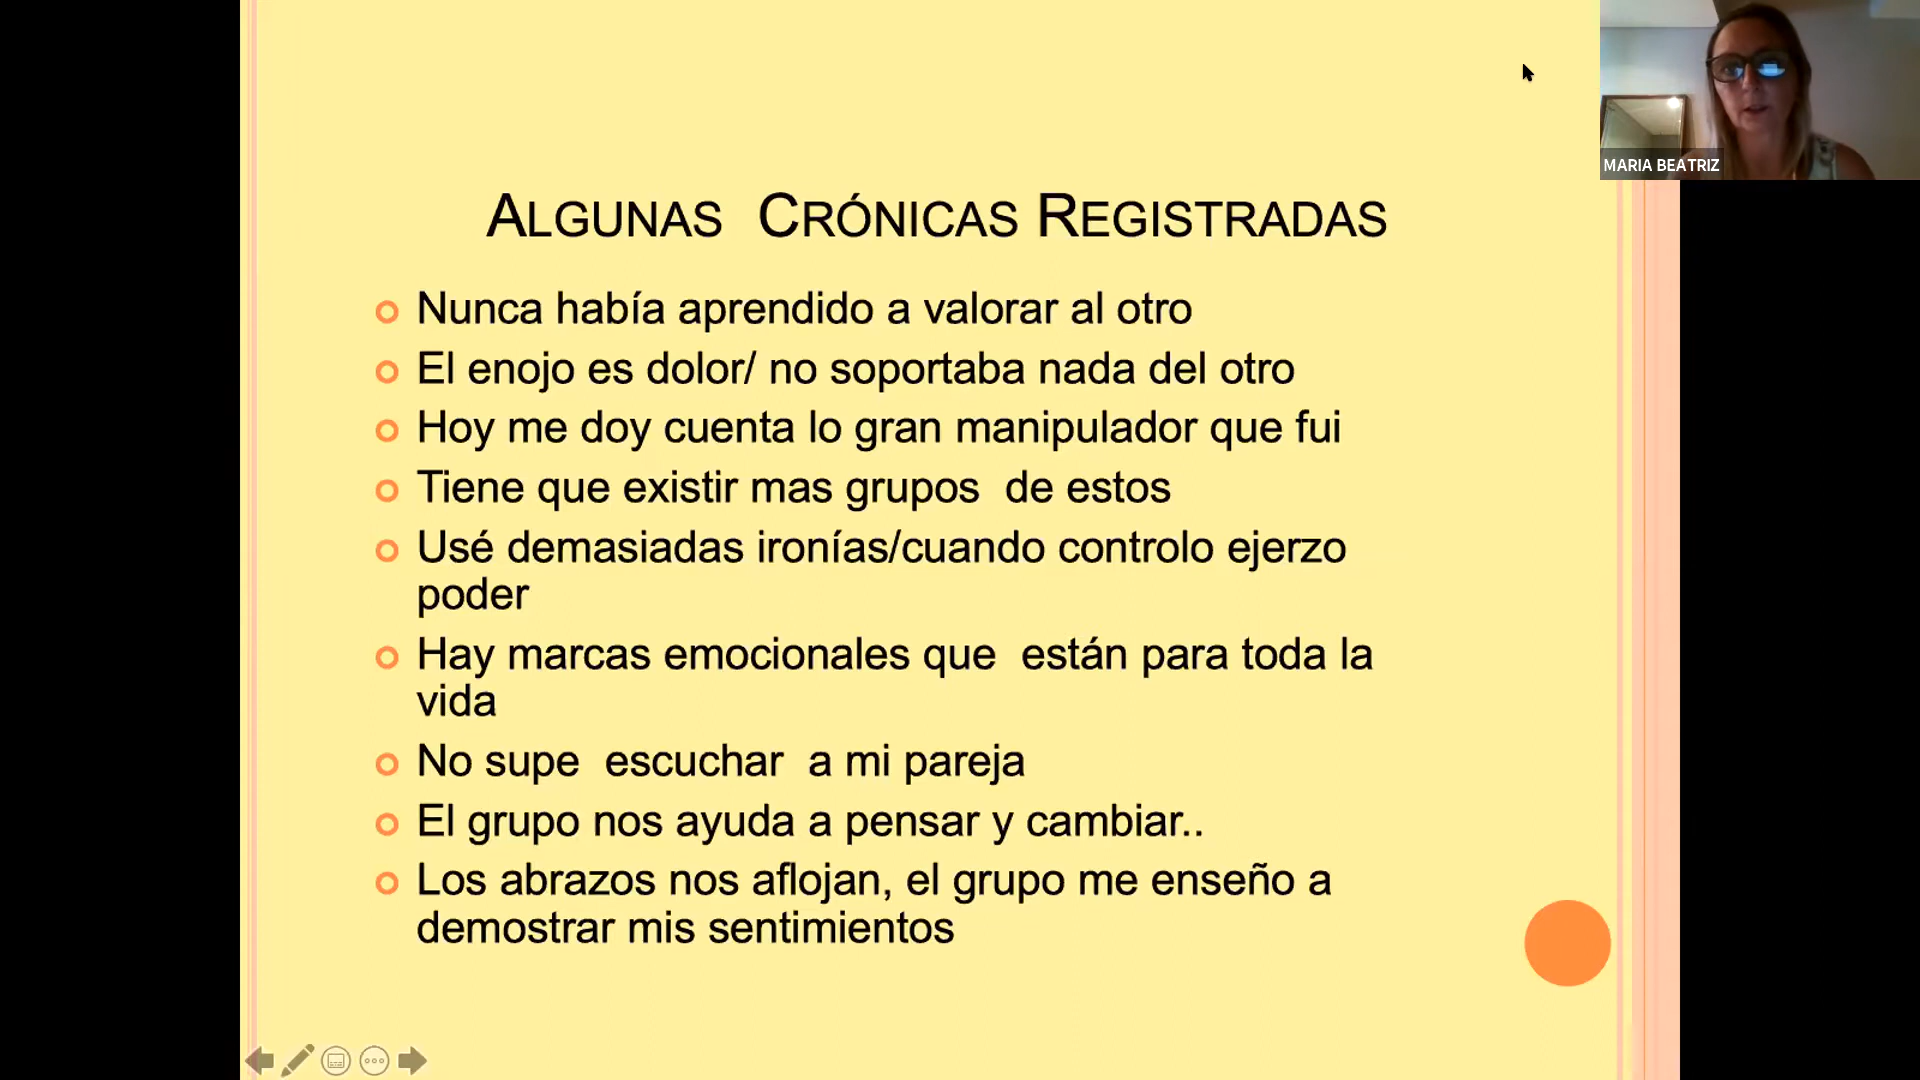 MARIA BEATRIZ
ALGUNAS CRÓNICAS REGISTRADAS
Nunca había aprendido a valorar al otro
El enojo es dolor/ no soportaba nada del otro
Hoy me doy cuenta lo gran manipulador que fui
Tiene que existir mas grupos de estos
Usé demasiadas ironías/cuando controlo ejerzo
poder
Hay marcas emocionales que están para toda la
vida
No supe escuchar a mi pareja
El grupo nos ayuda a pensar y cambiar..
Los abrazos nos aflojan, el grupo me enseño a
demostrar mis sentimientos